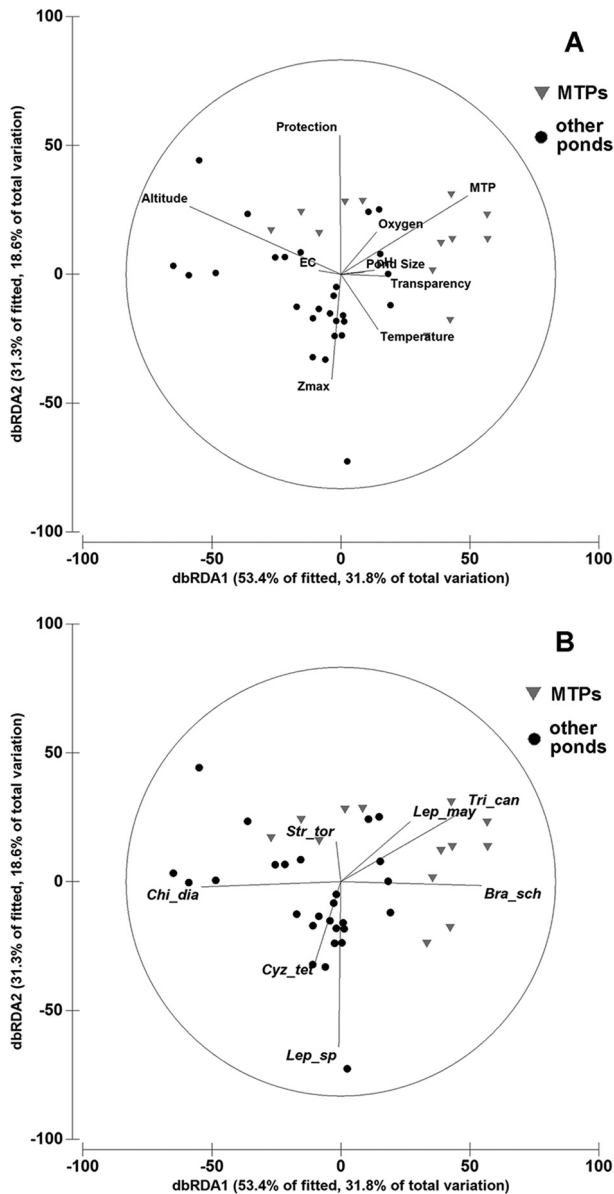 A
MTPs
other
ponds
100
50
0
-50
-100
dbRDA2 (31.3% of fitted, 18.6% of total variation)
Protection
Altitude
MTP
Oxygen
EC
pH
Pond Size
Transparency
Temperature
Zmax
-100
-50
0
50
100
dbRDA1 (53.4% of fitted, 31.8% of total variation)
B
MTPs
other
ponds
100
50
0
-50
-100
dbRDA2 (31.3% of fitted, 18.6% of total variation)
Tri_can
Lep_may
Str_tor
Chi_dia
Bra_sch
Cyz_tet
Lep_sp
-100
-50
0
50
100
dbRDA1 (53.4% of fitted, 31.8% of total variation)